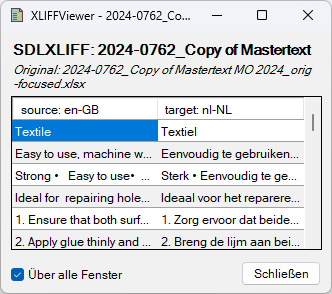 XLIFFViewer - 2024-0762_Co...
SDLXLIFF: 2024-0762_Copy of Mastertext
Original: 2024-0762_Copy of Mastertext MO 2024_orig
-focused.xlsx
source: en-GB target: nl-NL
Textile Textiel
Easy to use, machine w... Eenvoudig te gebruiken...
Strong • Easy to use• ... Sterk • Eenvoudig te ge...
Ideal for repairing hole... Ideaal voor het reparere...
1. Ensure that both surf... 1. Zorg ervoor dat beide...
2. Apply glue thinly and ... 2. Breng de lijm aan bei...
Über alle Fenster Schließen